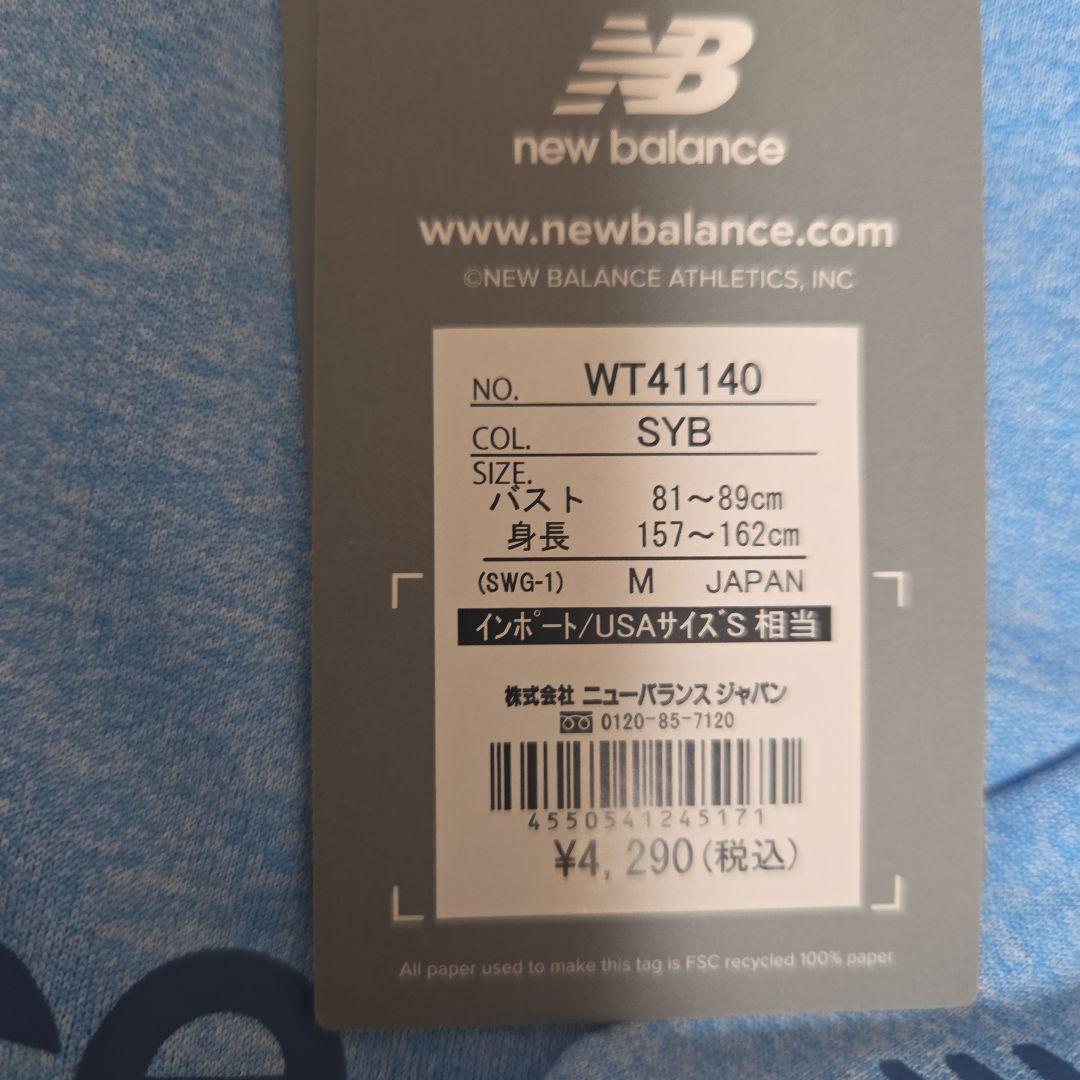 NB
new balance
www.newbalance.com
©NEW BALANCE ATHLETICS, INC
NO. WT41140
COL. SYB
SIZE.
バスト 81～89cm
身長 157～162cm
(SWG-1) M JAPAN
インポート/USAサイズS 相当
株式会社 ニューバランス ジャパン
0120-85-7120
4550541245171
¥4,290(税込)
All paper used to make this tag is FSC recycled 100% paper